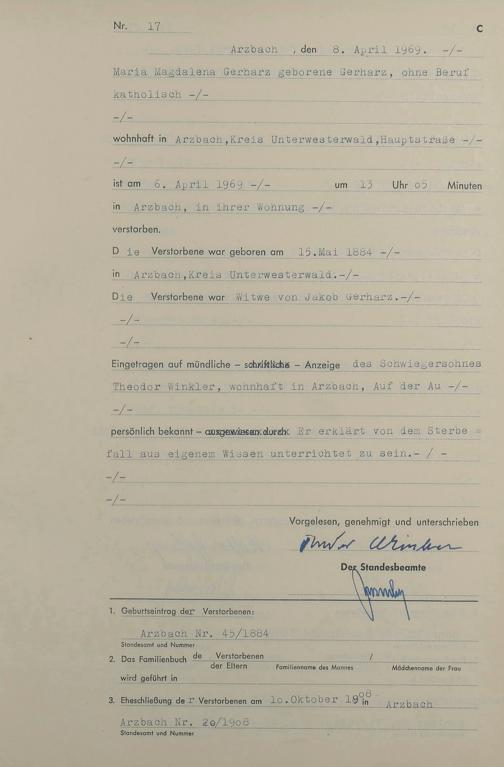 Nr. 17 C
Arzbach , den 8. April 1969. -/-
Maria Magdalena Gerharz geborene Gerharz, ohne Beruf
katholisch -/-
-/-
wohnhaft in Arzbach,Kreis Unterwesterwald,Hauptstraße -/-
-/-
ist am 6. April 1969 -/- um 13 Uhr 05 Minuten
in Arzbach, in ihrer Wohnung -/-
verstorben.
Die Verstorbene war geboren am 15.Mai 1884 -/-
in Arzbach,Kreis Unterwesterwald.-/-
Die Verstorbene war Witwe von Jakob Gerharz.-/-
-/-
-/-
Eingetragen auf mündliche – schriftliche – Anzeige des Schwiegersohnes
Theodor Winkler, wohnhaft in Arzbach, Auf der Au -/-
-/-
persönlich bekannt – ausgewiesen durch Er erklärt von dem Sterbe =
fall aus eigenem Wissen unterrichtet zu sein.- / -
-/-
-/-
Vorgelesen, genehmigt und unterschrieben
Winkler
Der Standesbeamte
1. Geburtseintrag der Verstorbenen:
Arzbach Nr. 45/1884
Standesamt und Nummer
2. Das Familienbuch de Verstorbenen /
der Eltern Familienname des Mannes Mädchenname der Frau
wird geführt in
3. Eheschließung der Verstorbenen am 10.Oktober 1908 in Arzbach
Arzbach Nr. 20/1908
Standesamt und Nummer